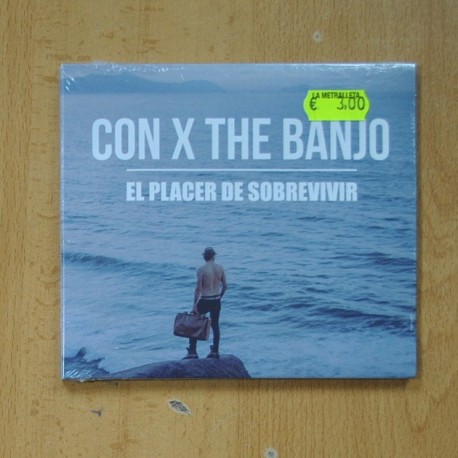 LA METRALLETA
€ 3,00
CON X THE BANJO
EL PLACER DE SOBREVIVIR